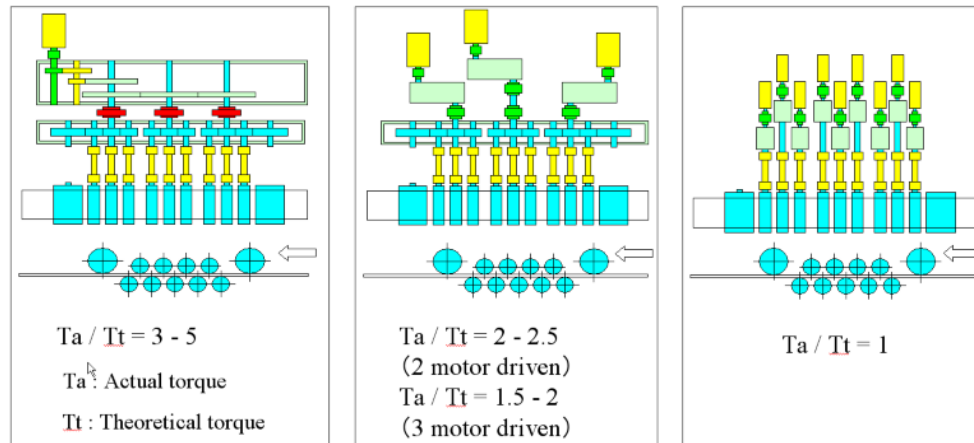 Ta / Tt = 3 - 5
Ta : Actual torque
Tt : Theoretical torque
Ta / Tt = 2 - 2.5
(2 motor driven)
Ta / Tt = 1.5 - 2
(3 motor driven)
Ta / Tt = 1